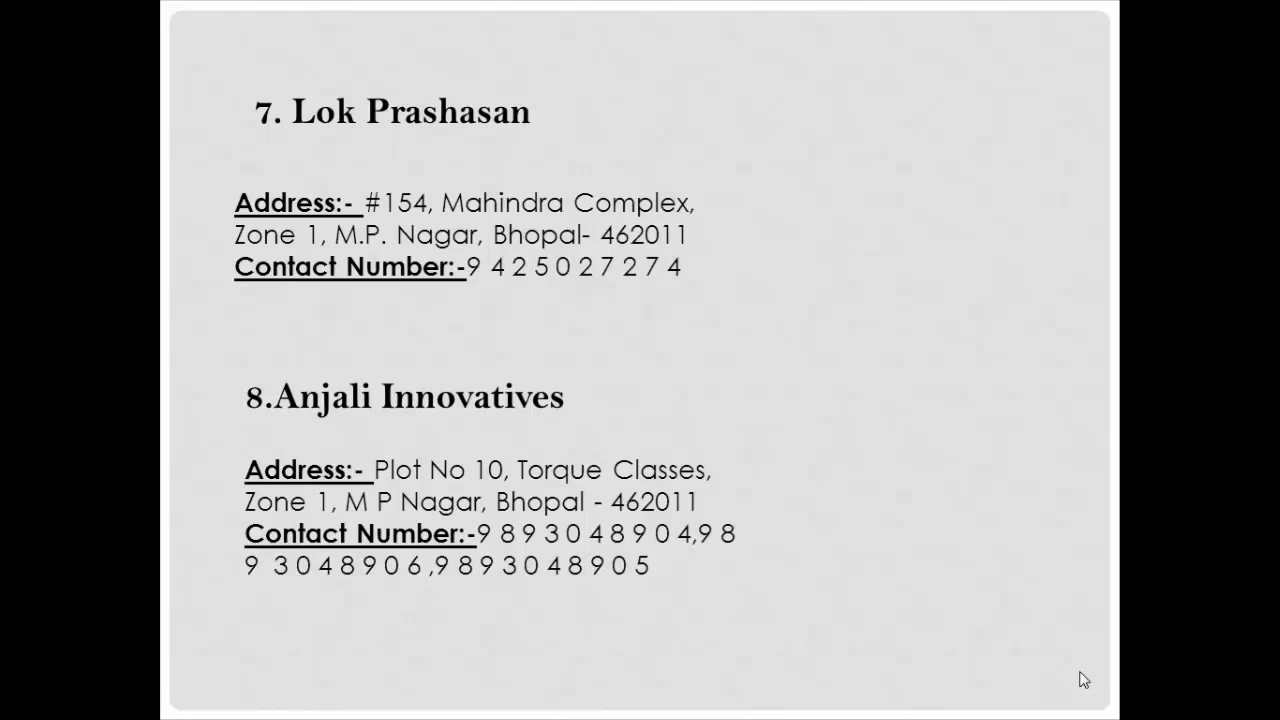 7. Lok Prashasan
Address:- #154, Mahindra Complex,
Zone 1, M.P. Nagar, Bhopal- 462011
Contact Number:-9 4 2 5 0 2 7 2 7 4
8.Anjali Innovatives
Address:- Plot No 10, Torque Classes,
Zone 1, M P Nagar, Bhopal - 462011
Contact Number:-9 8 9 3 0 4 8 9 0 4,9 8
9 3 0 4 8 9 0 6 ,9 8 9 3 0 4 8 9 0 5